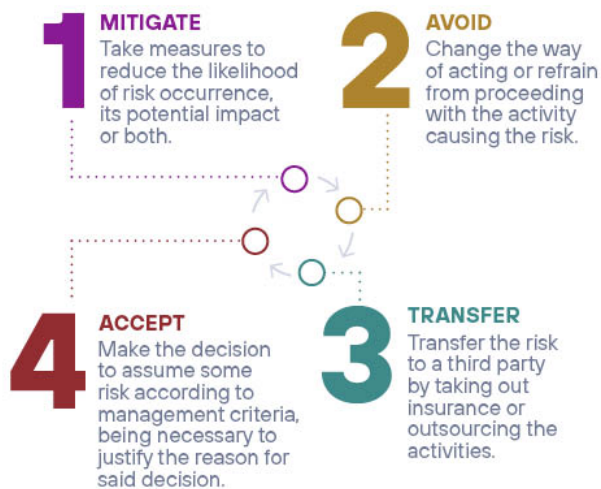 1
MITIGATE
Take measures to
reduce the likelihood
of risk occurrence,
its potential impact
or both.
2
AVOID
Change the way
of acting or refrain
from proceeding
with the activity
causing the risk.
3
TRANSFER
Transfer the risk
to a third party
by taking out
insurance or
outsourcing the
activities.
4
ACCEPT
Make the decision
to assume some
risk according to
management criteria,
being necessary to
justify the reason for
said decision.